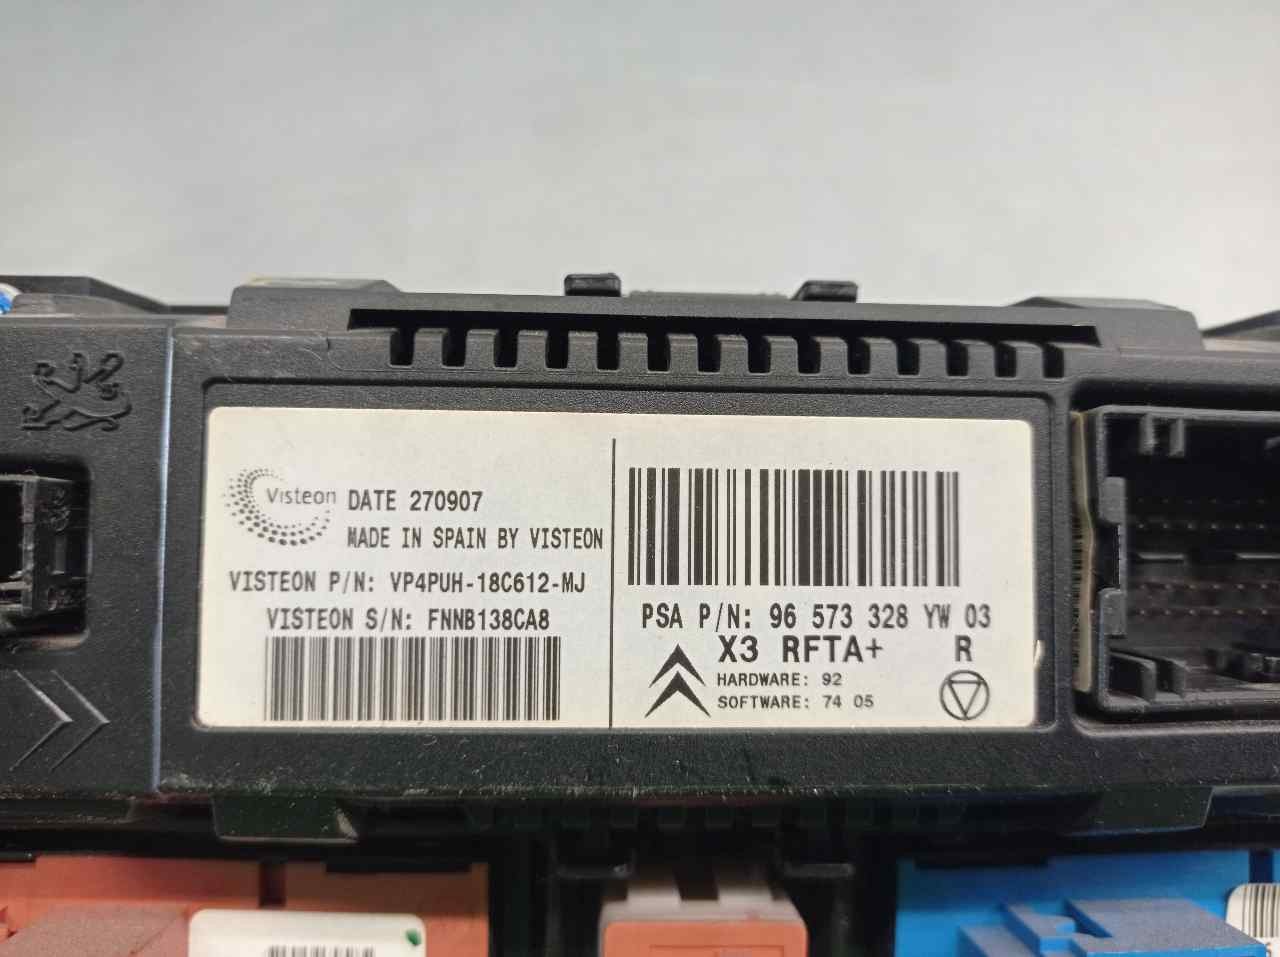 Visteon DATE 270907
MADE IN SPAIN BY VISTEON
VISTEON P/N: VP4PUH-18C612-MJ
VISTEON S/N: FNNB138CA8
PSA P/N: 96 573 328 YW 03
X3 RFTA+ R
HARDWARE: 92
SOFTWARE: 74 05
Visteon